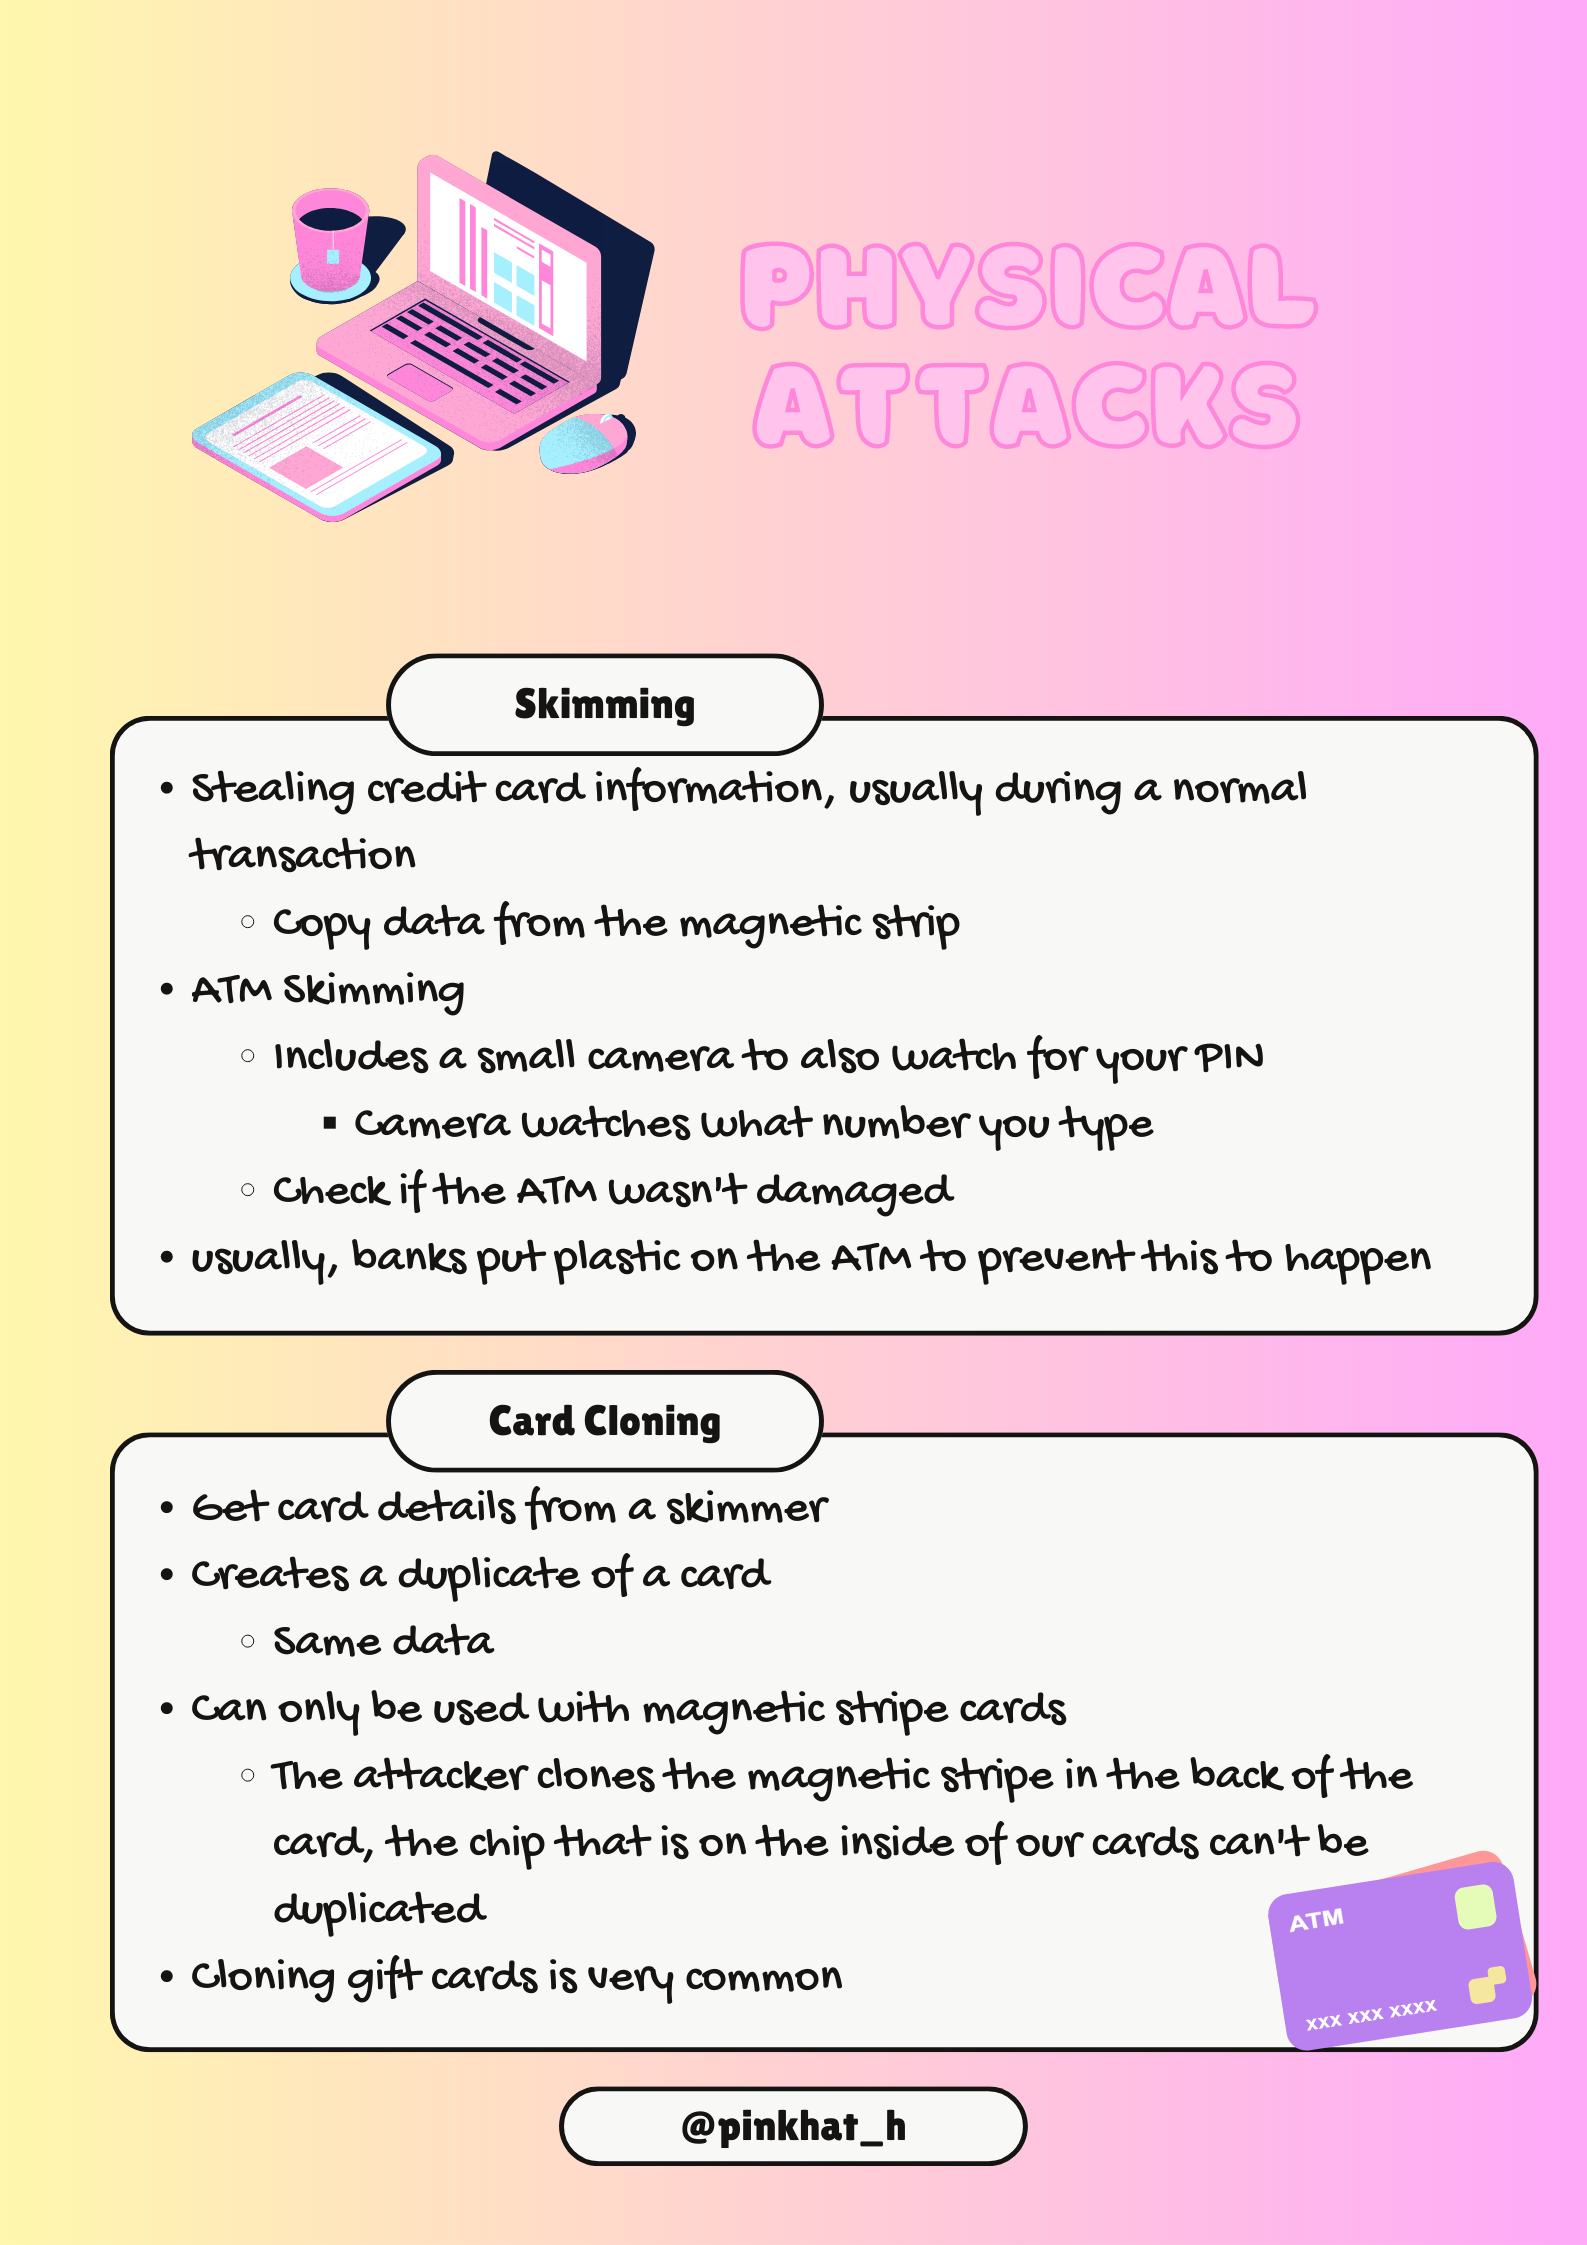 PHYSICAL
ATTACKS
Skimming
• Stealing credit card information, usually during a normal
transaction
◦ Copy data from the magnetic strip
• ATM Skimming
◦ Includes a small camera to also watch for your PIN
▪ Camera watches what number you type
◦ Check if the ATM wasn't damaged
• usually, banks put plastic on the ATM to prevent this to happen
Card Cloning
• Get card details from a skimmer
• Creates a duplicate of a card
◦ Same data
• Can only be used with magnetic stripe cards
◦ The attacker clones the magnetic stripe in the back of the
card, the chip that is on the inside of our cards can't be
duplicated
• Cloning gift cards is very common
ATM
XXX XXX XXXX
@pinkhat_h